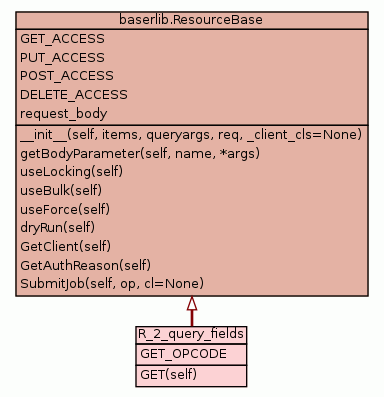 baserlib.ResourceBase
GET_ACCESS
PUT_ACCESS
POST_ACCESS
DELETE_ACCESS
request_body
__init__(self, items, queryargs, req, _client_cls=None)
getBodyParameter(self, name, *args)
useLocking(self)
useBulk(self)
useForce(self)
dryRun(self)
GetClient(self)
GetAuthReason(self)
SubmitJob(self, op, cl=None)
R_2_query_fields
GET_OPCODE
GET(self)